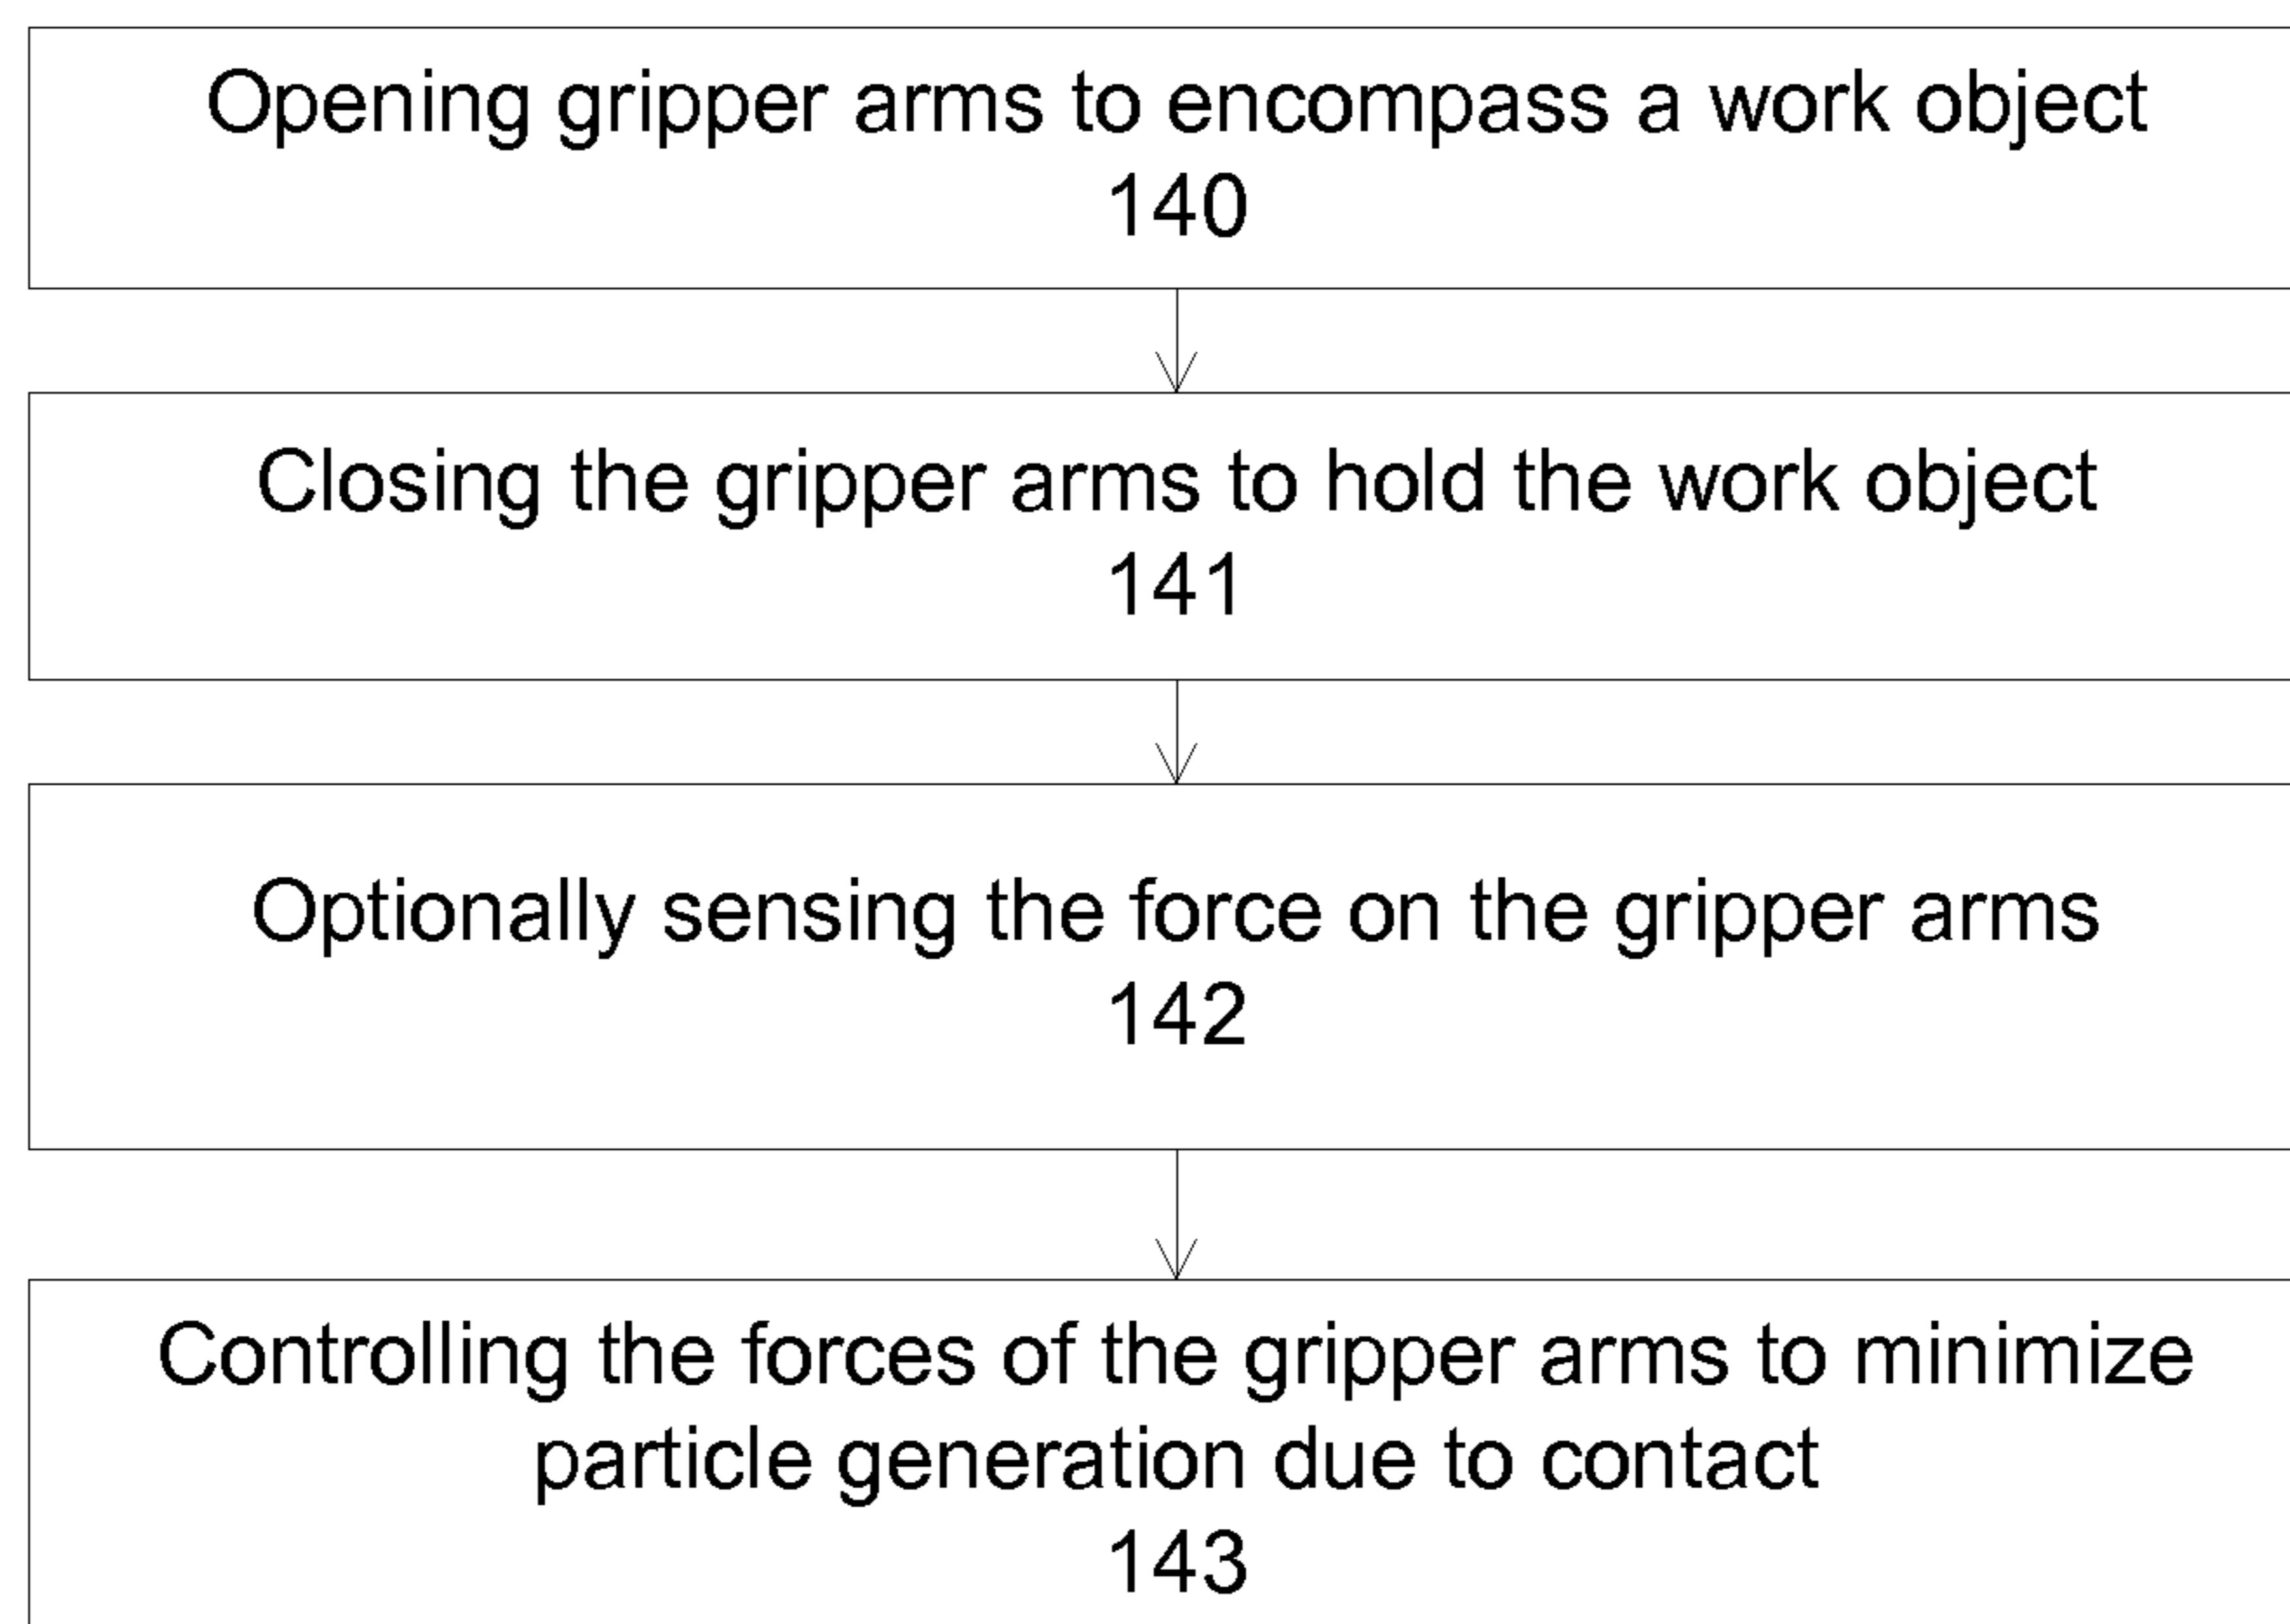 Opening gripper arms to encompass a work object
140
Closing the gripper arms to hold the work object
141
Optionally sensing the force on the gripper arms
142
Controlling the forces of the gripper arms to minimize
particle generation due to contact
143